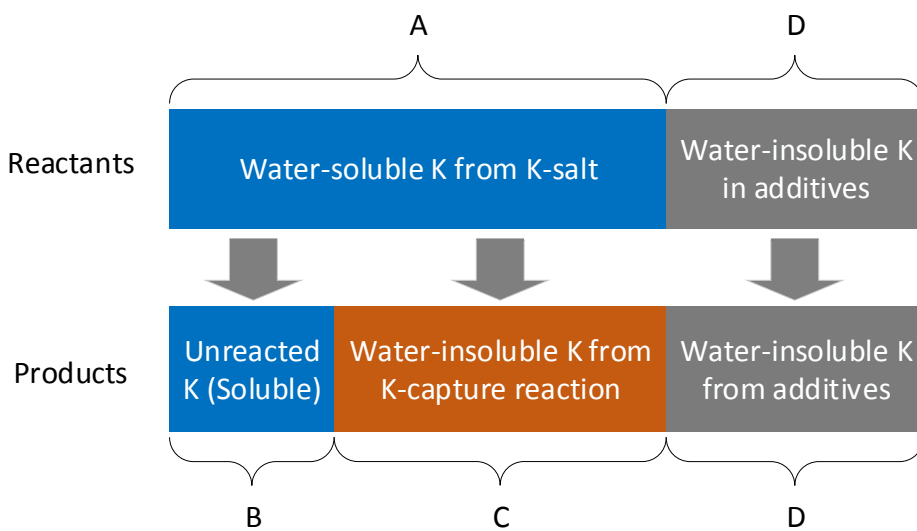 A
D
Reactants
Water-soluble K from K-salt
Water-insoluble K
in additives
Products
Unreacted
K (Soluble)
Water-insoluble K from
K-capture reaction
Water-insoluble K
from additives
B
C
D